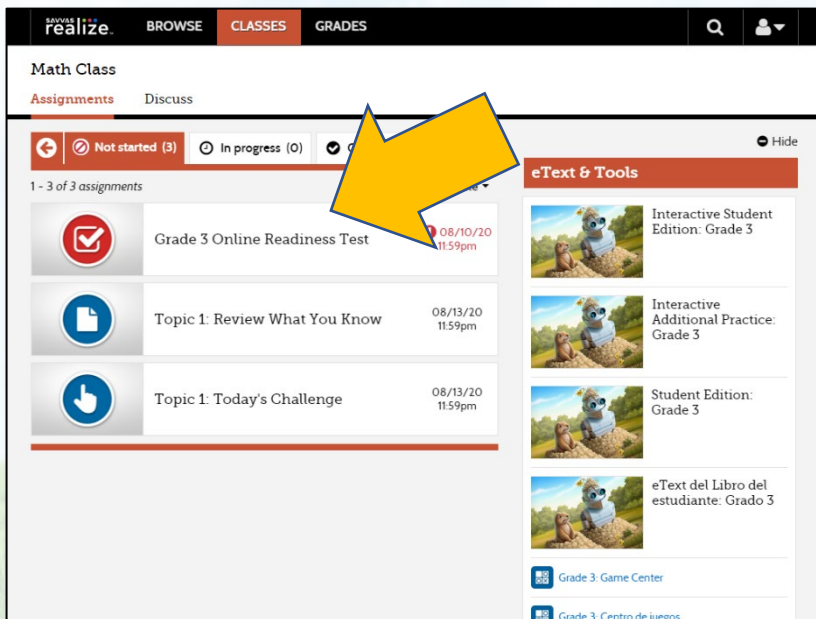 SAVVAS
realize.
BROWSE
CLASSES
GRADES
Math Class
Assignments
Discuss
Not started (3)
In progress (0)
Hide
1 - 3 of 3 assignments
eText & Tools
Grade 3 Online Readiness Test
08/10/20
11:59pm
Topic 1: Review What You Know
08/13/20
11:59pm
Topic 1: Today's Challenge
08/13/20
11:59pm
Interactive Student
Edition: Grade 3
Interactive
Additional Practice:
Grade 3
Student Edition:
Grade 3
eText del Libro del
estudiante: Grado 3
Grade 3: Game Center
Grade 3: Centro de juegos